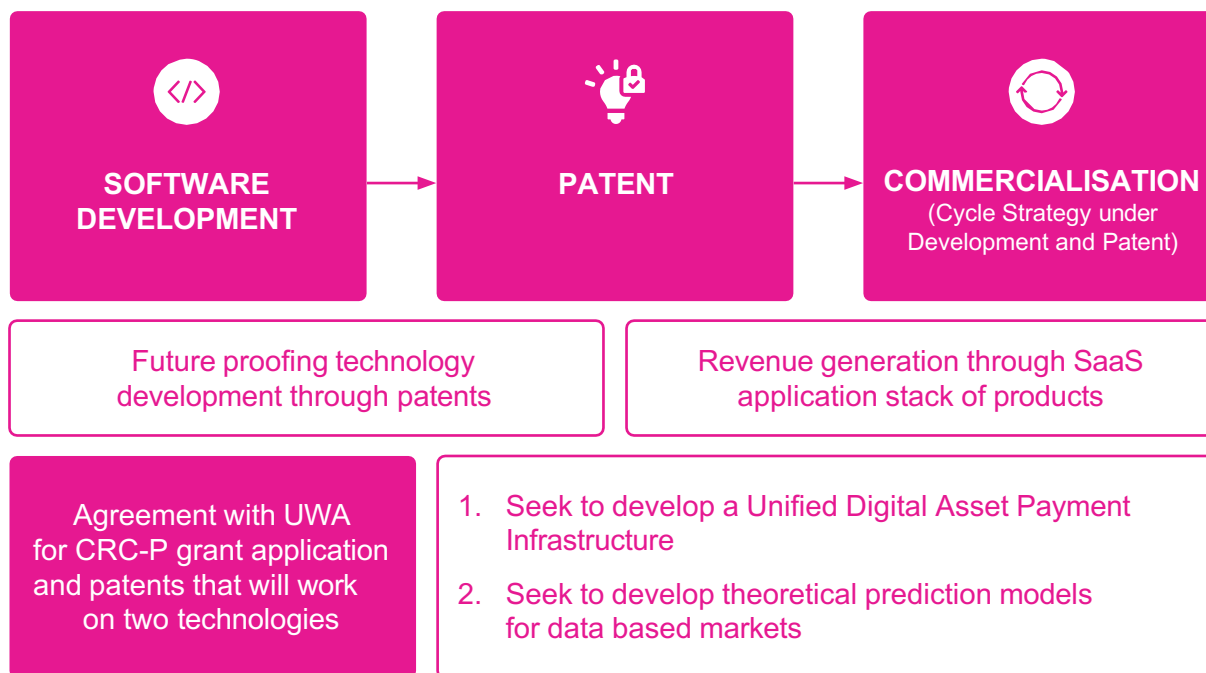 SOFTWARE
DEVELOPMENT
PATENT
COMMERCIALISATION
(Cycle Strategy under
Development and Patent)
Future proofing technology
development through patents
Revenue generation through SaaS
application stack of products
Agreement with UWA
for CRC-P grant application
and patents that will work
on two technologies
1. Seek to develop a Unified Digital Asset Payment
Infrastructure
2. Seek to develop theoretical prediction models
for data based markets